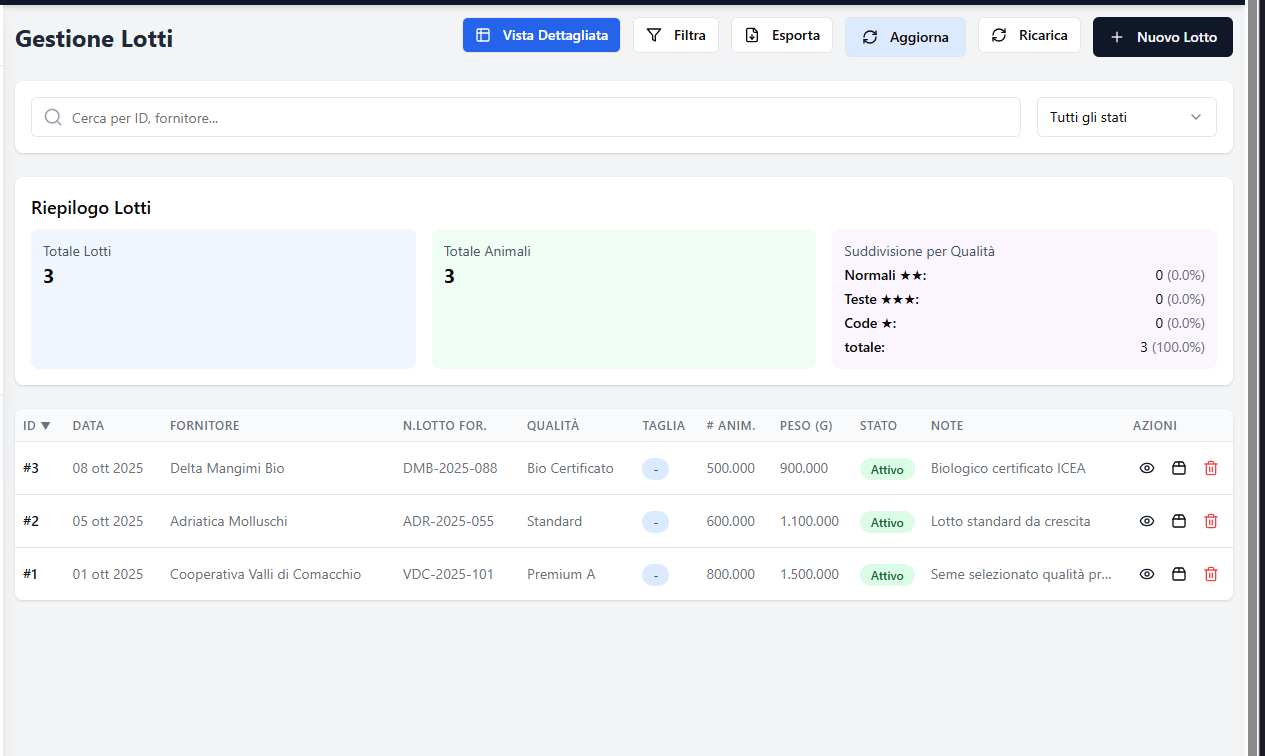 Gestione Lotti
Vista Dettagliata
Filtra
Esporta
Aggiorna
Ricarica
Nuovo Lotto
Cerca per ID, fornitore...
Tutti gli stati
Riepilogo Lotti
Totale Lotti
3
Totale Animali
3
Suddivisione per Qualità
Normali ★★: 0 (0.0%)
Teste ★★★: 0 (0.0%)
Code ★: 0 (0.0%)
totale: 3 (100.0%)
ID ▼ DATA FORNITORE N.LOTTO FOR. QUALITÀ TAGLIA # ANIM. PESO (G) STATO NOTE AZIONI
#3 08 ott 2025 Delta Mangimi Bio DMB-2025-088 Bio Certificato - 500.000 900.000 Attivo Biologico certificato ICEA
#2 05 ott 2025 Adriatica Molluschi ADR-2025-055 Standard - 600.000 1.100.000 Attivo Lotto standard da crescita
#1 01 ott 2025 Cooperativa Valli di Comacchio VDC-2025-101 Premium A - 800.000 1.500.000 Attivo Seme selezionato qualità pr...